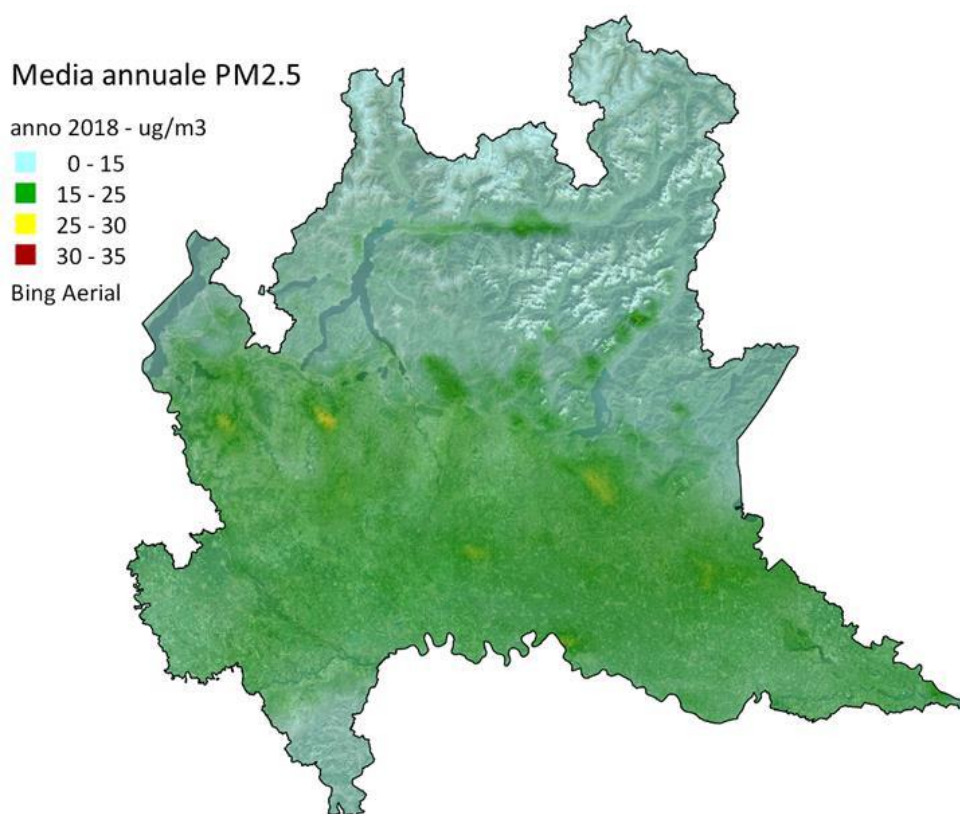 Media annuale PM2.5
anno 2018 - ug/m3
0 - 15
15 - 25
25 - 30
30 - 35
Bing Aerial